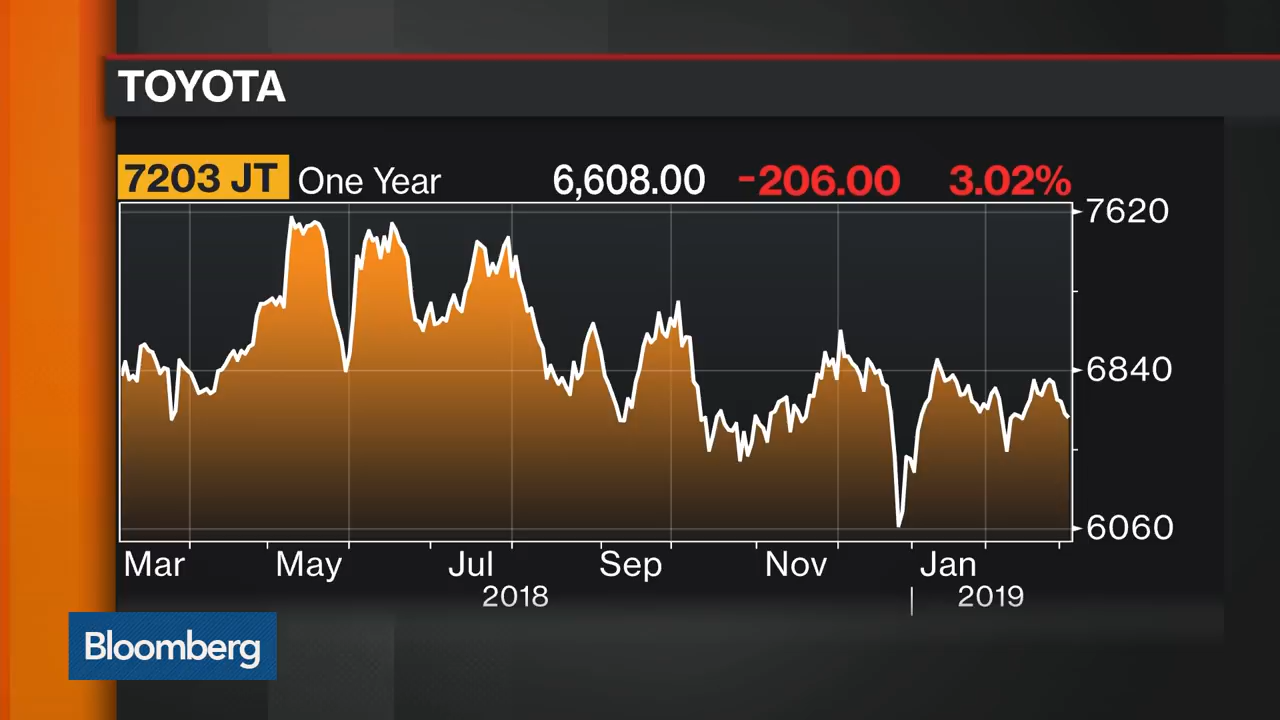 TOYOTA
7203 JT One Year 6,608.00 -206.00 3.02%
7620
6840
6060
Mar May Jul Sep Nov Jan
2018 | 2019
Bloomberg